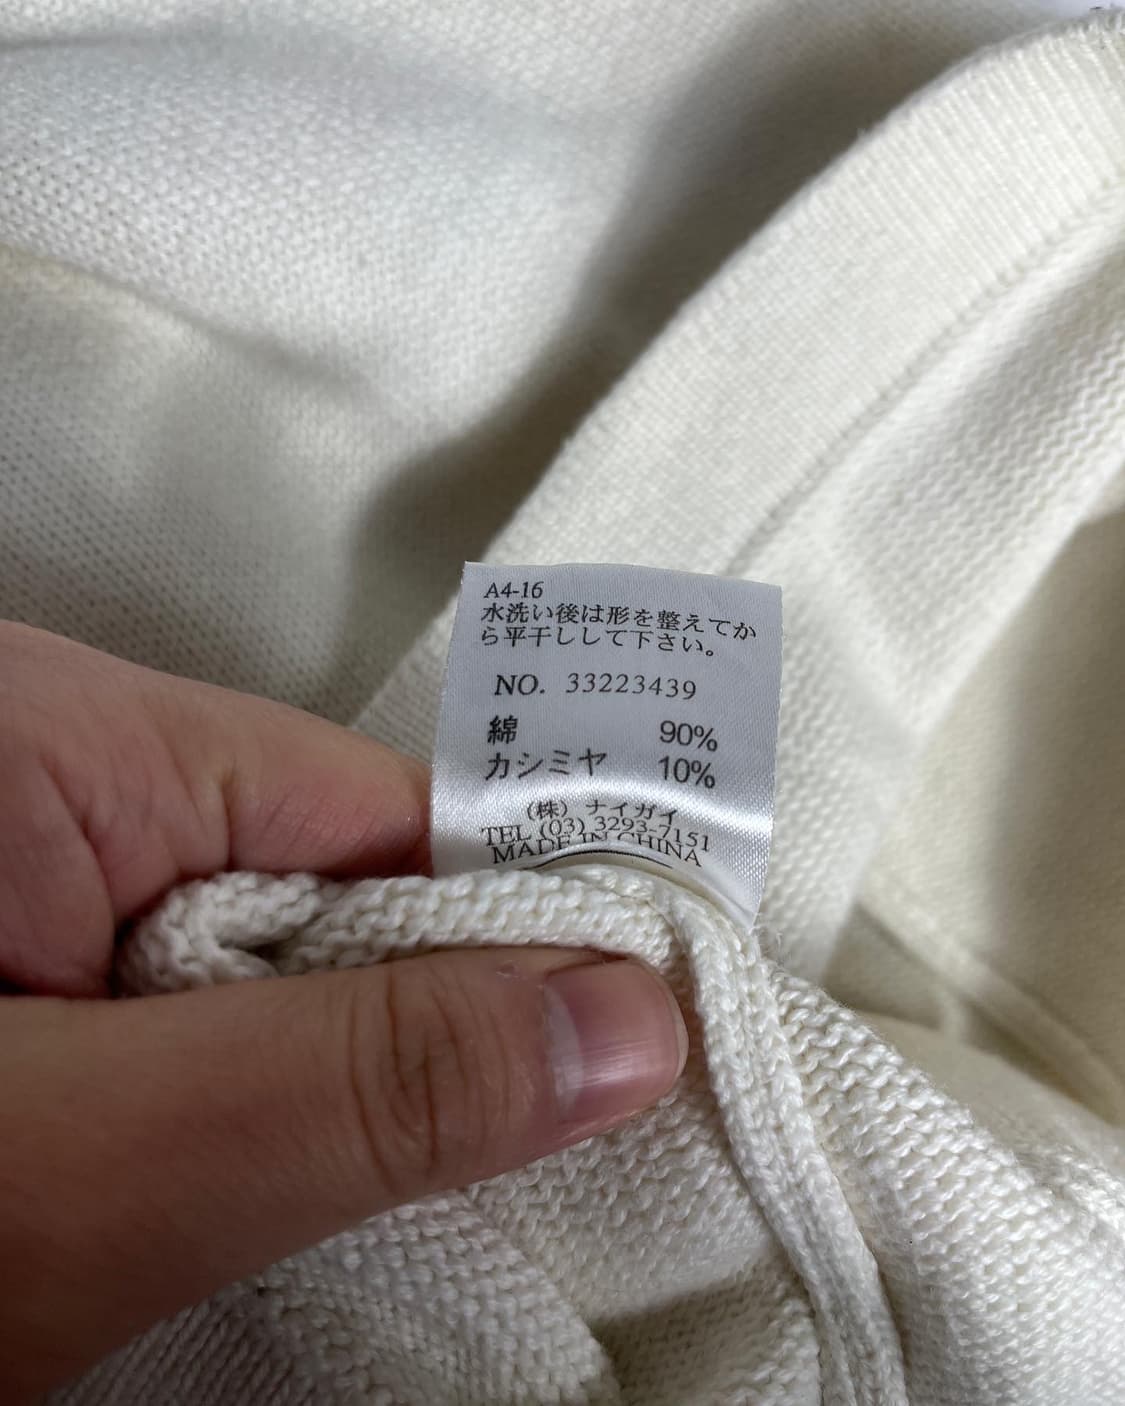 A4-16
水洗い後は形を整えてか
ら平干しして下さい。
NO. 33223439
綿 90%
カシミヤ 10%
(株) ナイガイ
TEL (03) 3293-7151
MADE IN CHINA